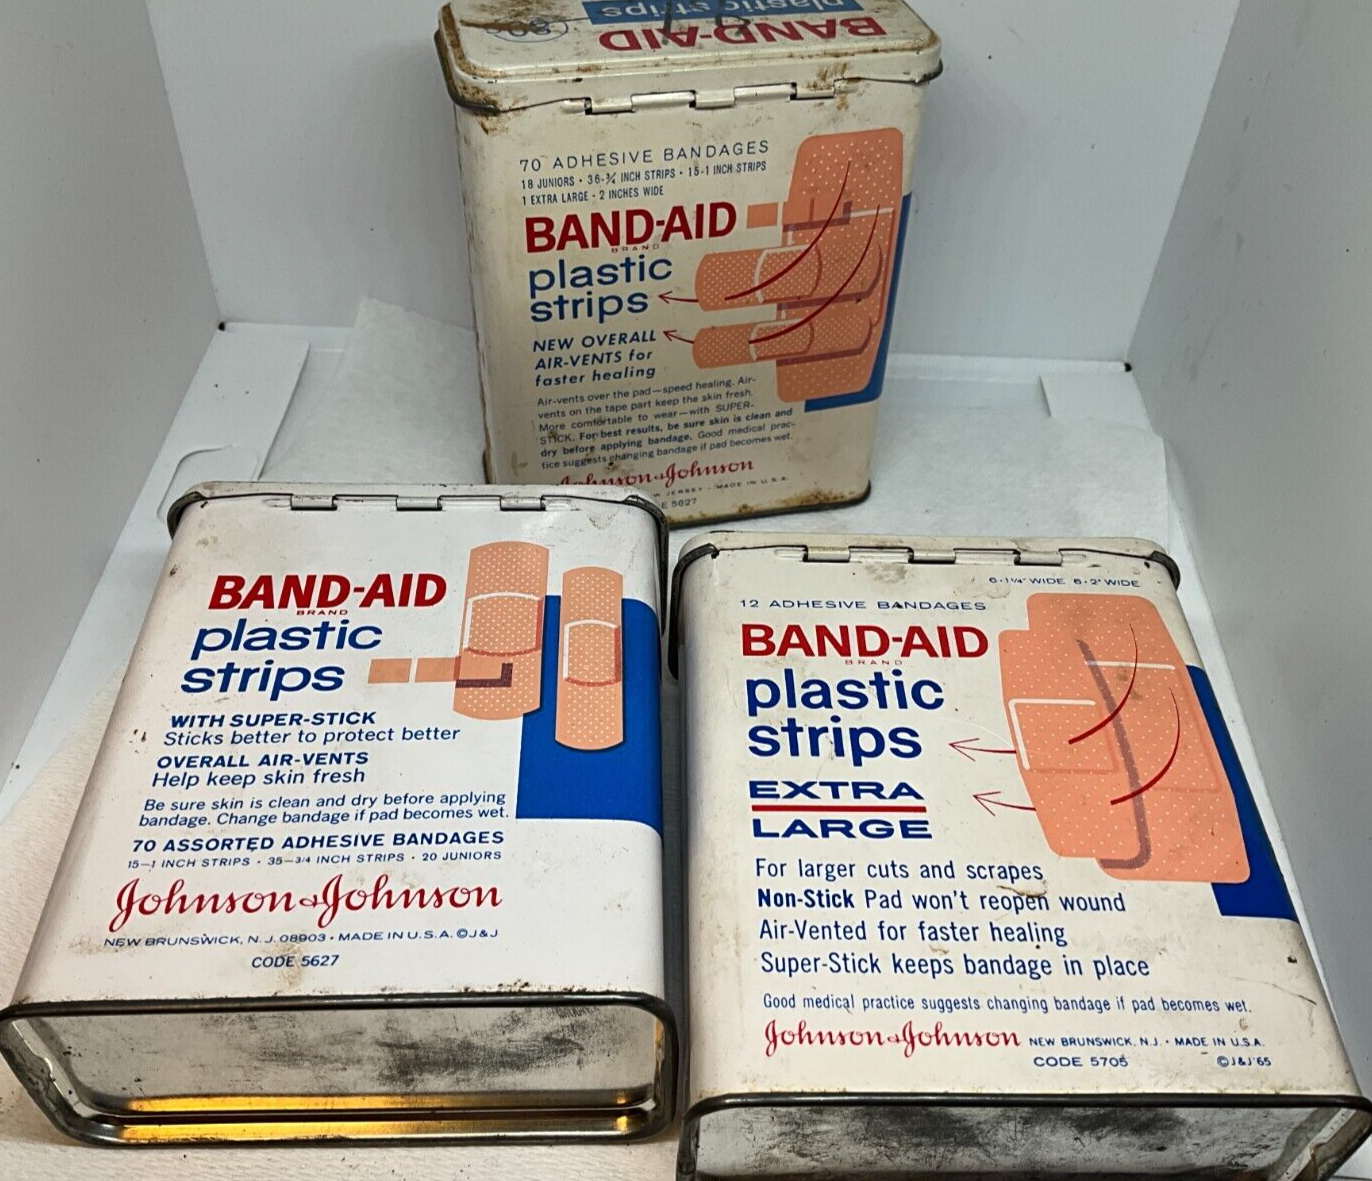 80
plastic strips
BAND-AID
70 ADHESIVE BANDAGES
18 JUNIORS • 36-¾ INCH STRIPS • 15-1 INCH STRIPS
1 EXTRA LARGE - 2 INCHES WIDE
BAND-AID
BRAND
plastic
strips
NEW OVERALL
AIR-VENTS for
faster healing
Air-vents over the pad—speed healing. Air-
vents on the tape part keep the skin fresh.
More comfortable to wear—with SUPER-
STICK. For best results, be sure skin is clean and
dry before applying bandage. Good medical prac-
tice suggests changing bandage if pad becomes wet.
Johnson & Johnson
JERSEY • MADE IN U.S.A.
5627
BAND-AID
BRAND
plastic
strips
WITH SUPER-STICK
Sticks better to protect better
OVERALL AIR-VENTS
Help keep skin fresh
Be sure skin is clean and dry before applying
bandage. Change bandage if pad becomes wet.
70 ASSORTED ADHESIVE BANDAGES
15—1 INCH STRIPS • 35—3/4 INCH STRIPS • 20 JUNIORS
Johnson & Johnson
NEW BRUNSWICK, N.J. 08903 • MADE IN U.S.A. © J & J
CODE 5627
6•1¼" WIDE 6•2" WIDE
12 ADHESIVE BANDAGES
BAND-AID
BRAND
plastic
strips
EXTRA
LARGE
For larger cuts and scrapes
Non-Stick Pad won't reopen wound
Air-Vented for faster healing
Super-Stick keeps bandage in place
Good medical practice suggests changing bandage if pad becomes wet.
Johnson & Johnson NEW BRUNSWICK, N.J. • MADE IN U.S.A.
CODE 5705 © J & J '65